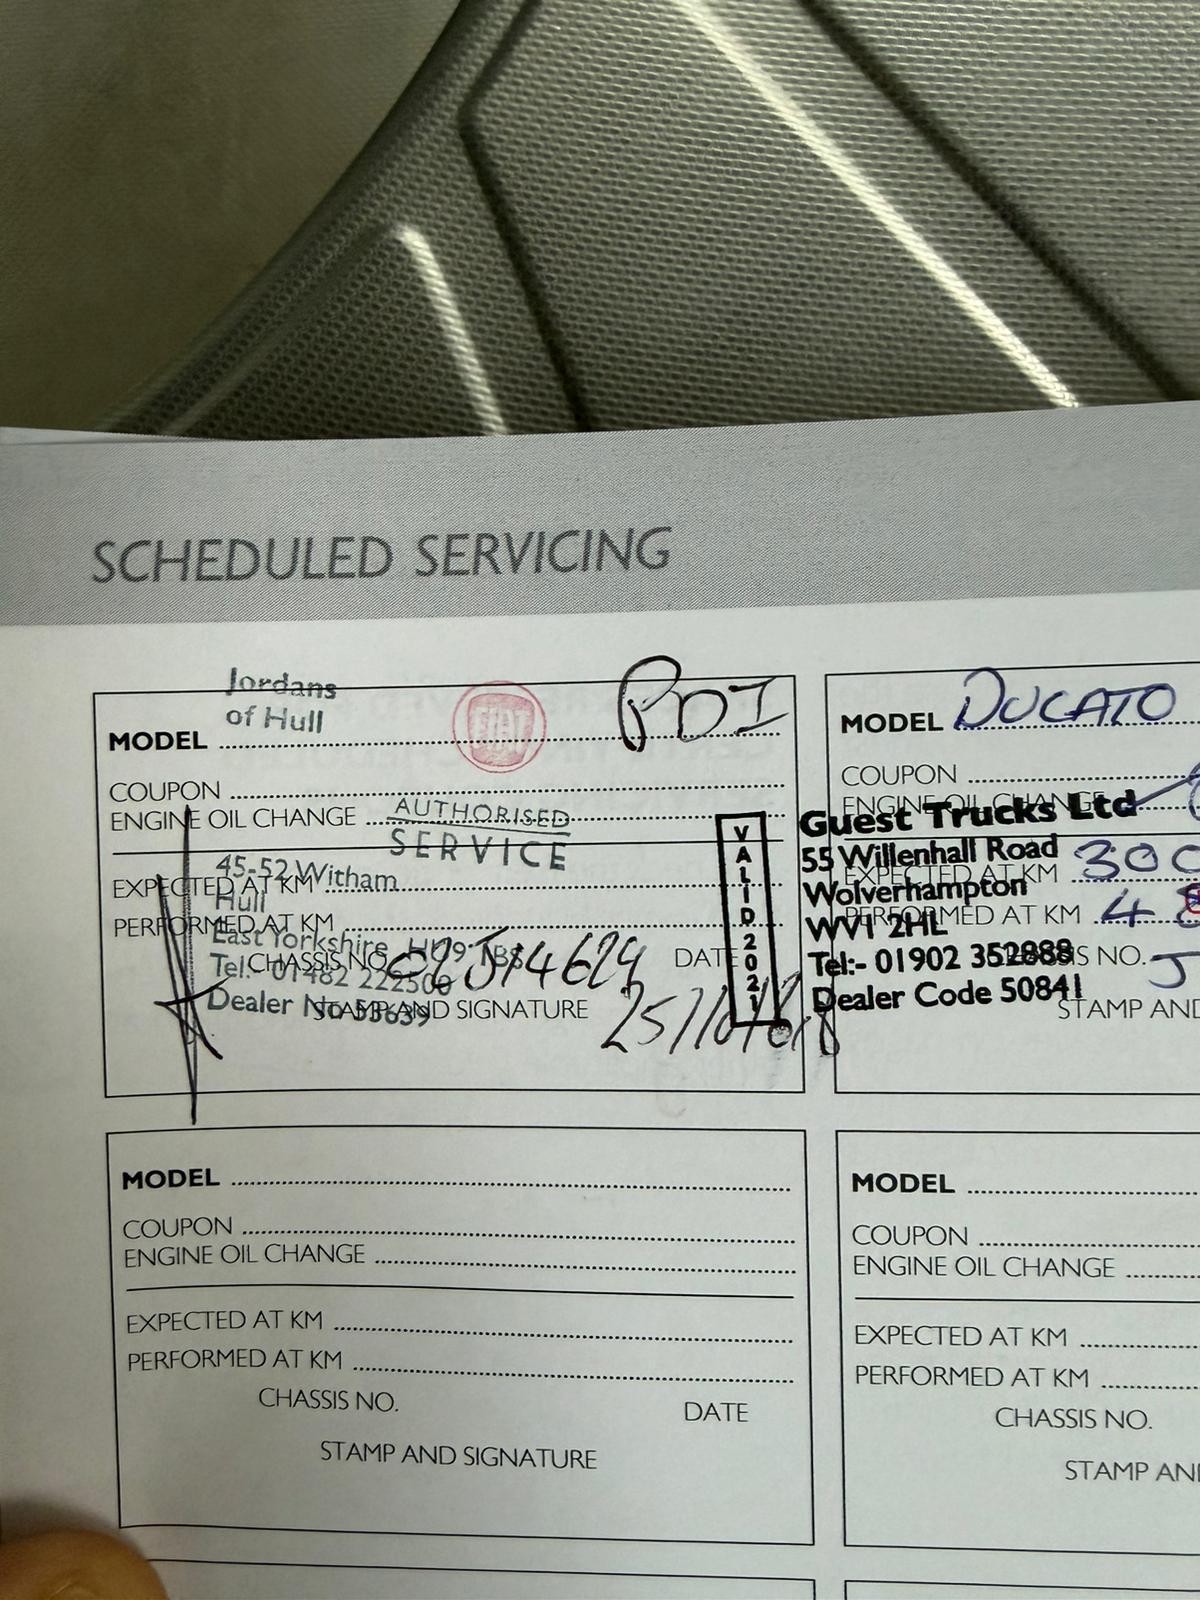 SCHEDULED SERVICING
Jordans
of Hull
MODEL
FIAT
PDI
COUPON
ENGINE OIL CHANGE
AUTHORISED
SERVICE
45-52 Witham
EXPECTED AT KM
Hull
PERFORMED AT KM
East Yorkshire
CHASSIS NO.
DATE
Tel:- 01482 222500
Dealer No 53639
STAMP AND SIGNATURE
VALID 2021
MODEL DUCATO
COUPON
ENGINE OIL CHANGE
Guest Trucks Ltd
55 Willenhall Road
EXPECTED AT KM 300
Wolverhampton
PERFORMED AT KM 48
WV1 2HL
Tel:- 01902 352888
Dealer Code 50841
STAMP AND
MODEL
COUPON
ENGINE OIL CHANGE
EXPECTED AT KM
PERFORMED AT KM
CHASSIS NO.
DATE
STAMP AND SIGNATURE
MODEL
COUPON
ENGINE OIL CHANGE
EXPECTED AT KM
PERFORMED AT KM
CHASSIS NO.
STAMP AN